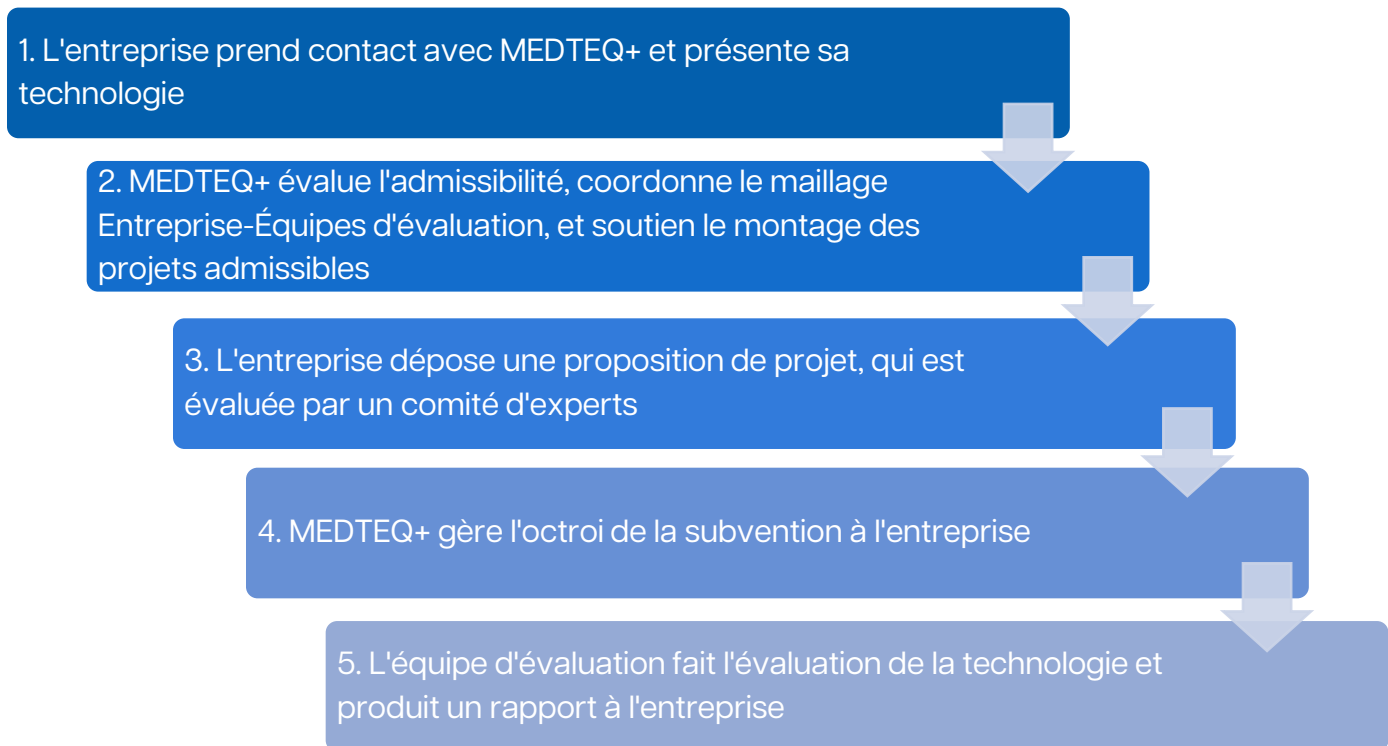 1. L'entreprise prend contact avec MEDTEQ+ et présente sa
technologie
2. MEDTEQ+ évalue l'admissibilité, coordonne le maillage
Entreprise-Équipes d'évaluation, et soutien le montage des
projets admissibles
3. L'entreprise dépose une proposition de projet, qui est
évaluée par un comité d'experts
4. MEDTEQ+ gère l'octroi de la subvention à l'entreprise
5. L'équipe d'évaluation fait l'évaluation de la technologie et
produit un rapport à l'entreprise